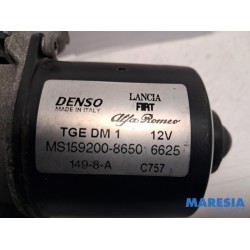 DENSO
MADE IN ITALY
LANCIA
FIAT
Alfa Romeo
TGE DM 1 12V
MS159200-8650 6625
149-8-A C757
MARESIA